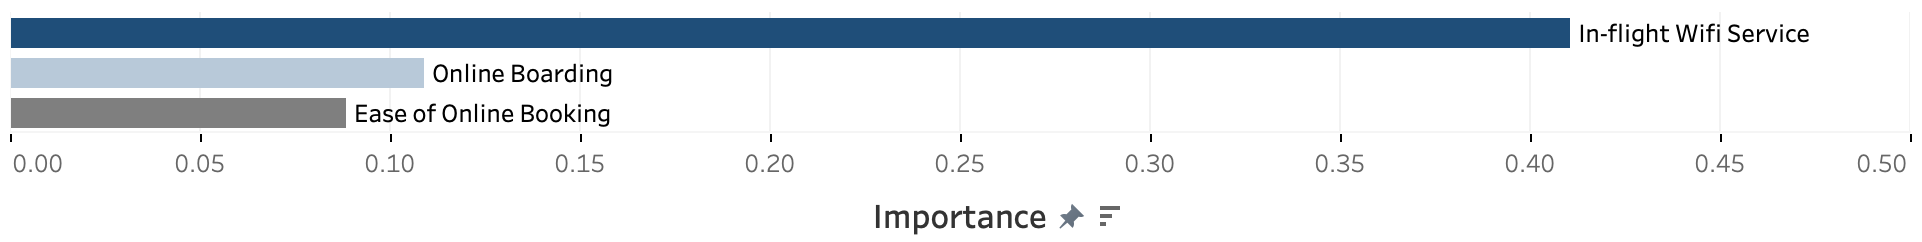 In-flight Wifi Service
Online Boarding
Ease of Online Booking
0.00 0.05 0.10 0.15 0.20 0.25 0.30 0.35 0.40 0.45 0.50
Importance